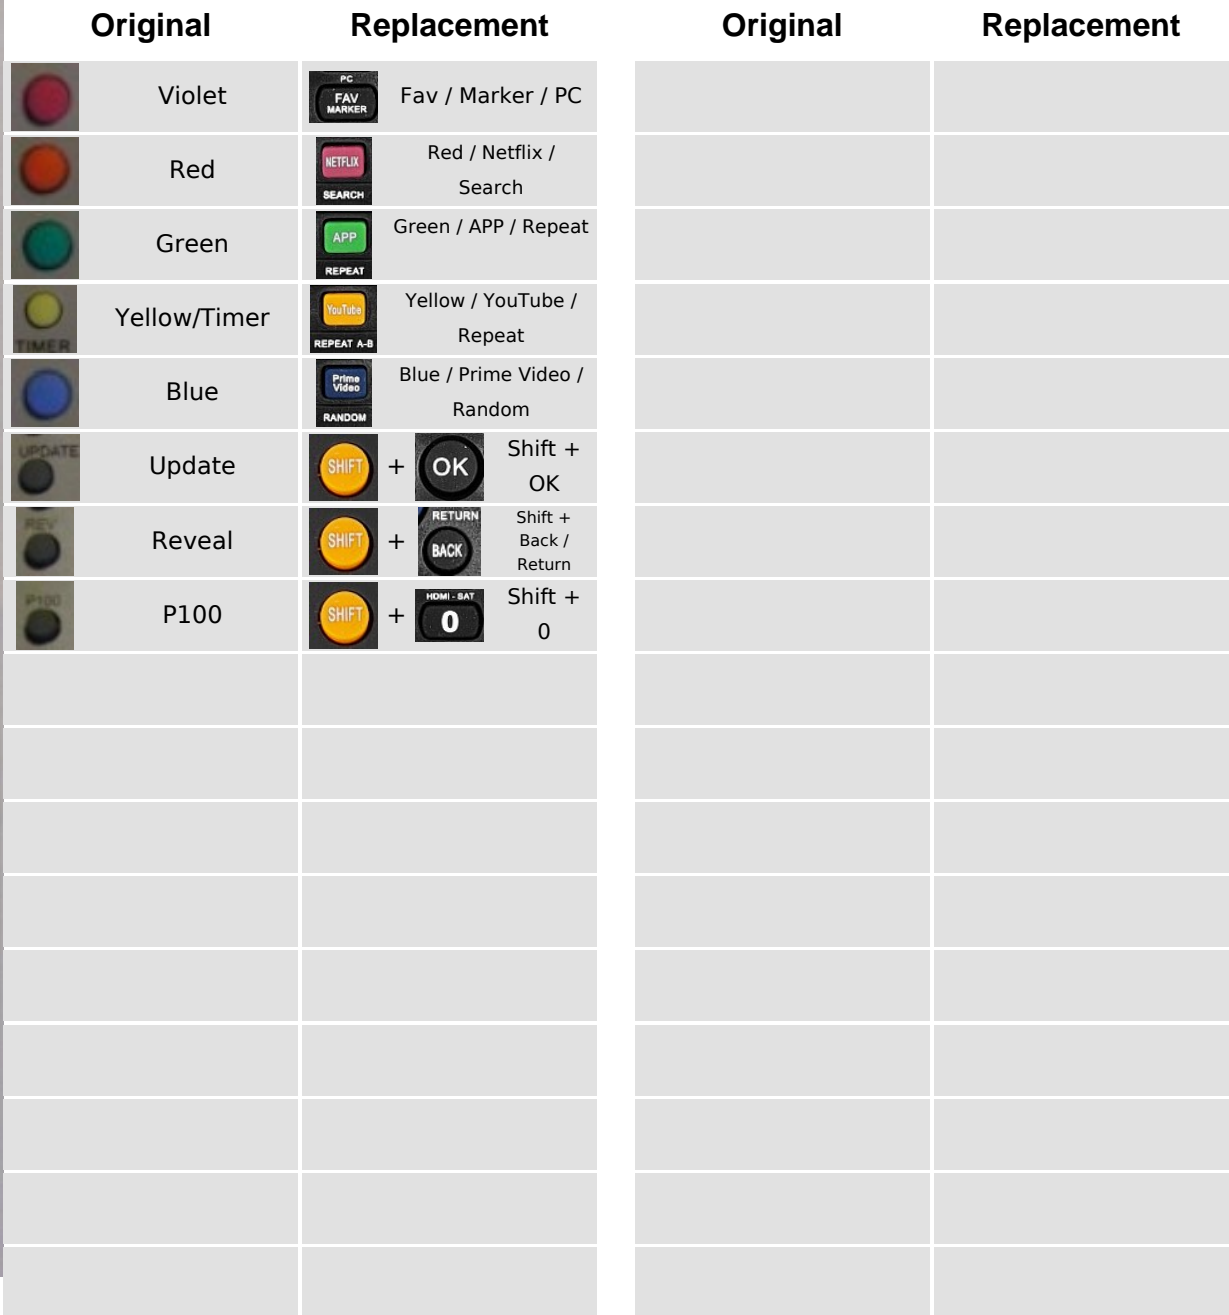 Original Replacement Original Replacement
Violet
PC
FAV
MARKER
Fav / Marker / PC
Red
NETFLIX
SEARCH
Red / Netflix /
Search
Green
APP
REPEAT
Green / APP / Repeat
TIMER
Yellow/Timer
YouTube
REPEAT A-B
Yellow / YouTube /
Repeat
Blue
Prime
Video
RANDOM
Blue / Prime Video /
Random
UPDATE
Update
SHIFT + OK
Shift +
OK
REV
Reveal
SHIFT +
RETURN
BACK
Shift +
Back /
Return
P100
P100
SHIFT +
HDMI - SAT
0
Shift +
0